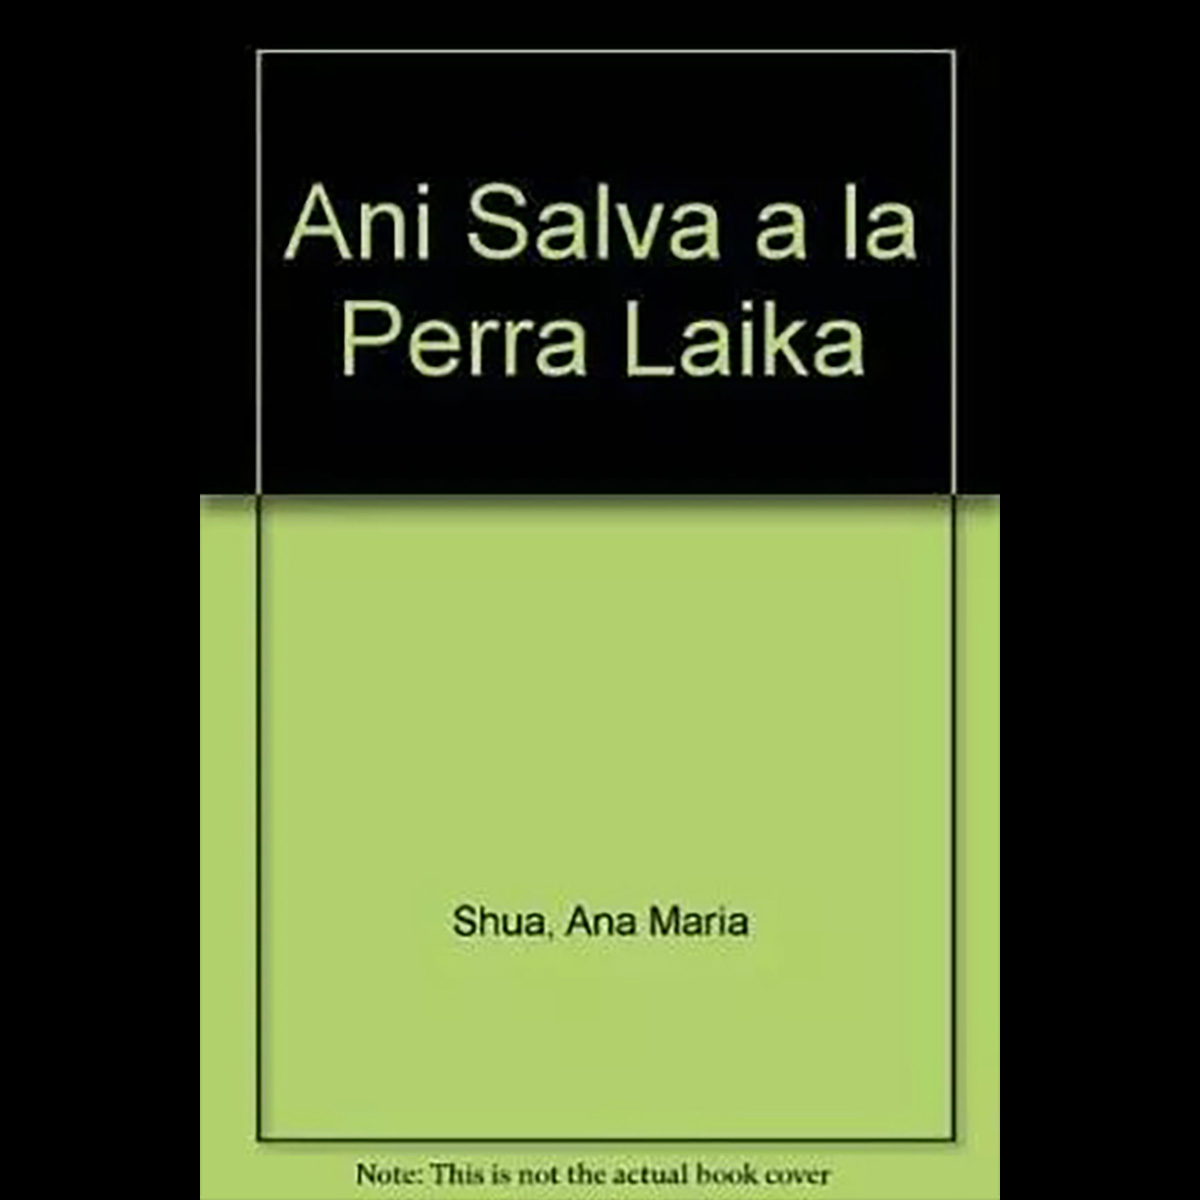 Ani Salva a la
Perra Laika
Shua, Ana Maria
Note: This is not the actual book cover